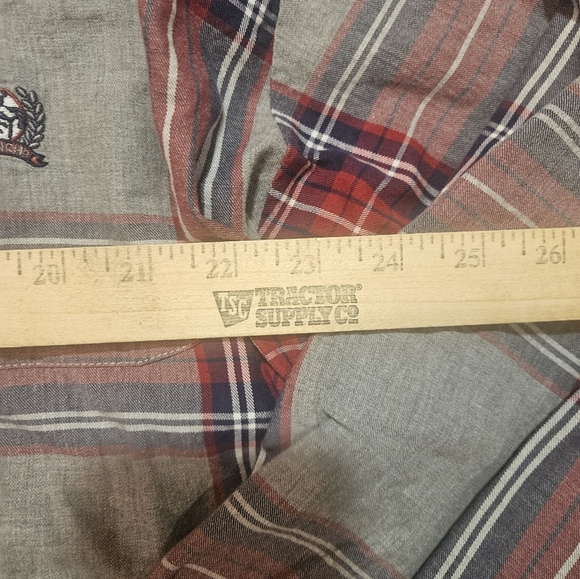 20 21 22 23 24 25 26
TSC TRACTOR
SUPPLY CO